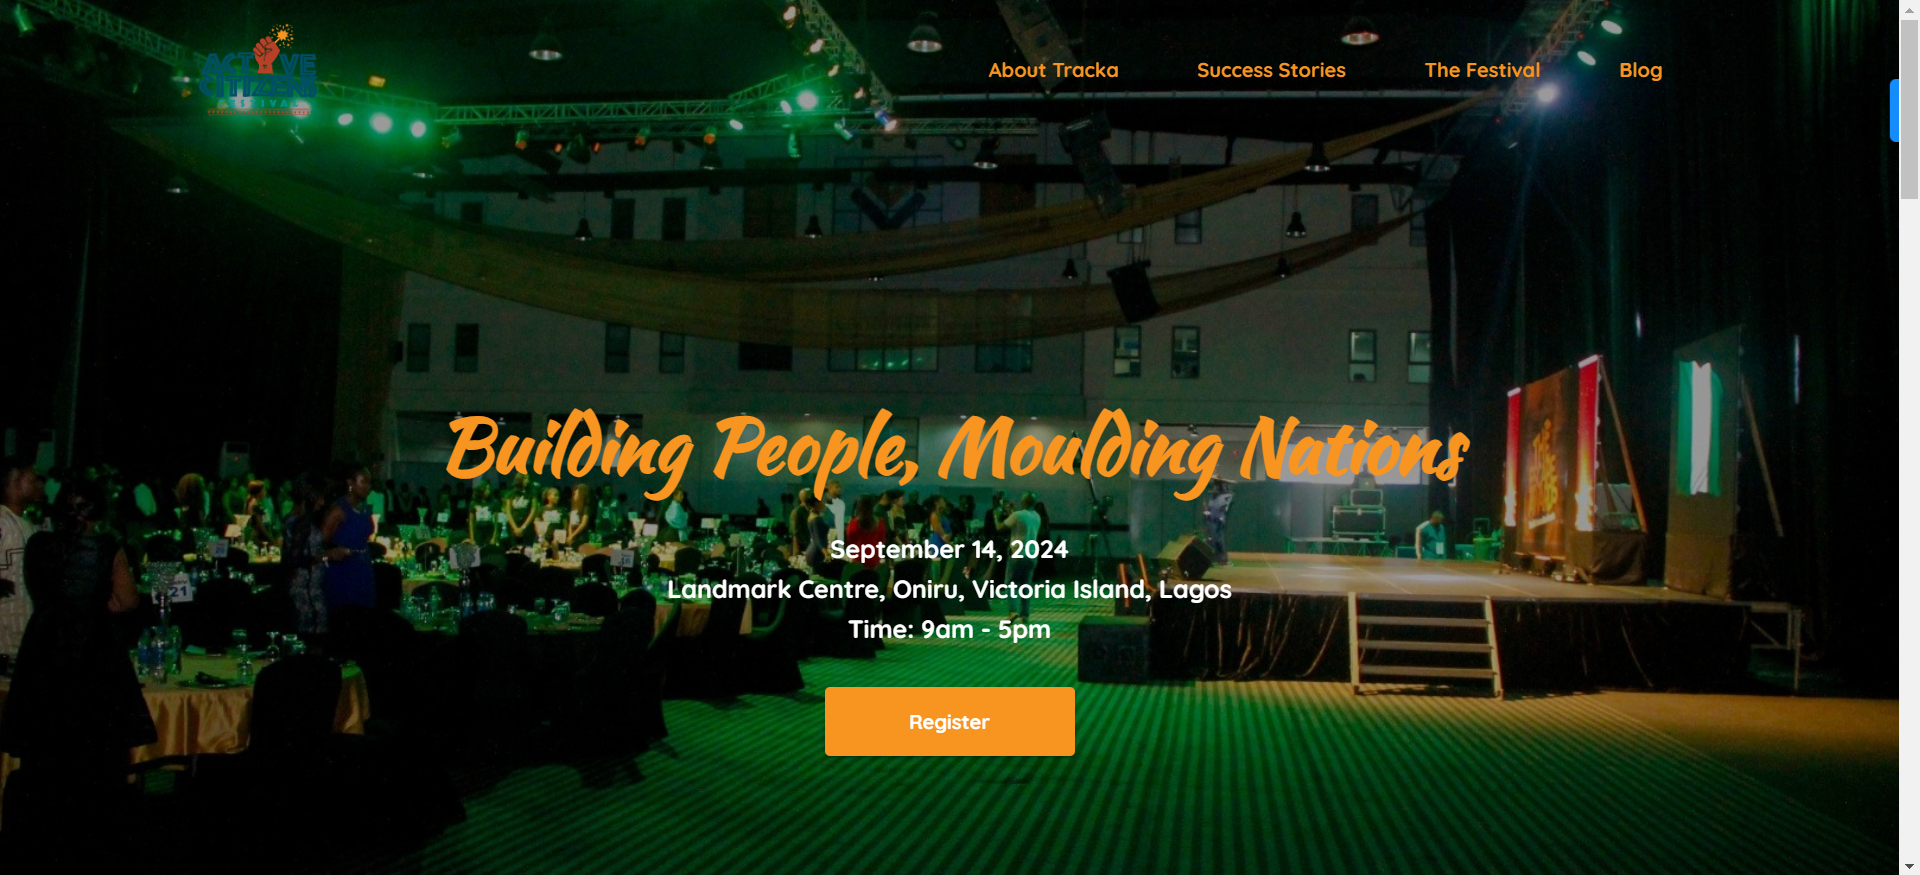 ACTIVE
CITIZENS
FESTIVAL
About Tracka
Success Stories
The Festival
Blog
Building People, Moulding Nations
September 14, 2024
Landmark Centre, Oniru, Victoria Island, Lagos
Time: 9am - 5pm
21
Register